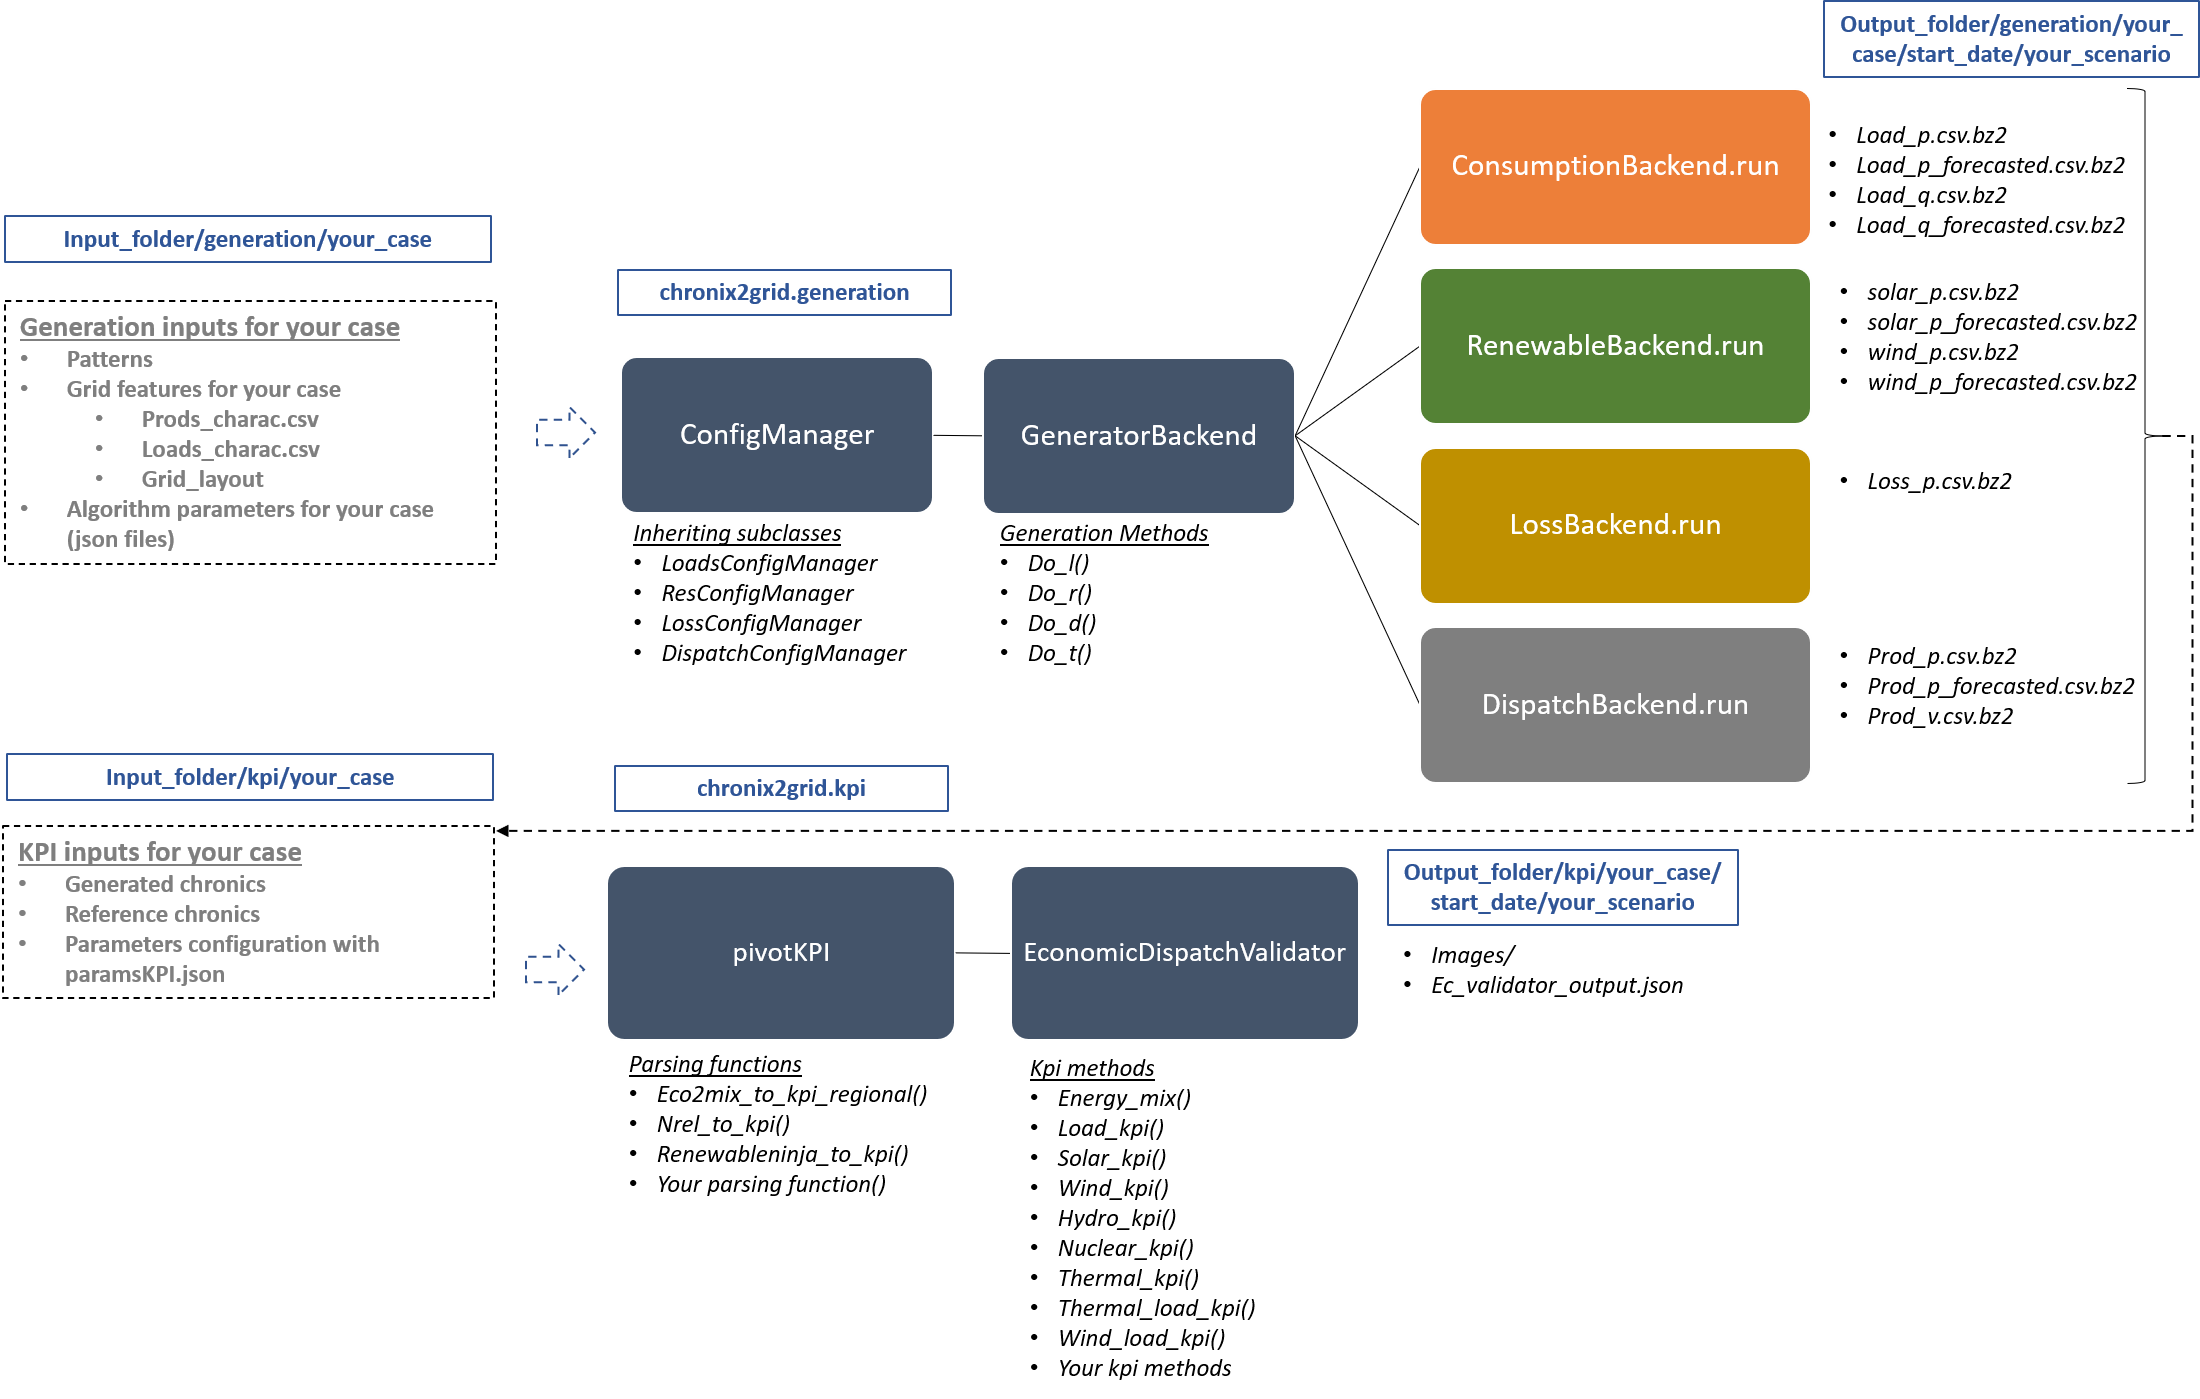 Output_folder/generation/your_
case/start_date/your_scenario
Input_folder/generation/your_case
Generation inputs for your case
• Patterns
• Grid features for your case
• Prods_charac.csv
• Loads_charac.csv
• Grid_layout
• Algorithm parameters for your case
(json files)
chronix2grid.generation
ConfigManager
Inheriting subclasses
• LoadsConfigManager
• ResConfigManager
• LossConfigManager
• DispatchConfigManager
GeneratorBackend
Generation Methods
• Do_l()
• Do_r()
• Do_d()
• Do_t()
ConsumptionBackend.run
• Load_p.csv.bz2
• Load_p_forecasted.csv.bz2
• Load_q.csv.bz2
• Load_q_forecasted.csv.bz2
RenewableBackend.run
• solar_p.csv.bz2
• solar_p_forecasted.csv.bz2
• wind_p.csv.bz2
• wind_p_forecasted.csv.bz2
LossBackend.run
• Loss_p.csv.bz2
DispatchBackend.run
• Prod_p.csv.bz2
• Prod_p_forecasted.csv.bz2
• Prod_v.csv.bz2
Input_folder/kpi/your_case
KPI inputs for your case
• Generated chronics
• Reference chronics
• Parameters configuration with
paramsKPI.json
chronix2grid.kpi
pivotKPI
Parsing functions
• Eco2mix_to_kpi_regional()
• Nrel_to_kpi()
• Renewableninja_to_kpi()
• Your parsing function()
EconomicDispatchValidator
Kpi methods
• Energy_mix()
• Load_kpi()
• Solar_kpi()
• Wind_kpi()
• Hydro_kpi()
• Nuclear_kpi()
• Thermal_kpi()
• Thermal_load_kpi()
• Wind_load_kpi()
• Your kpi methods
Output_folder/kpi/your_case/
start_date/your_scenario
• Images/
• Ec_validator_output.json